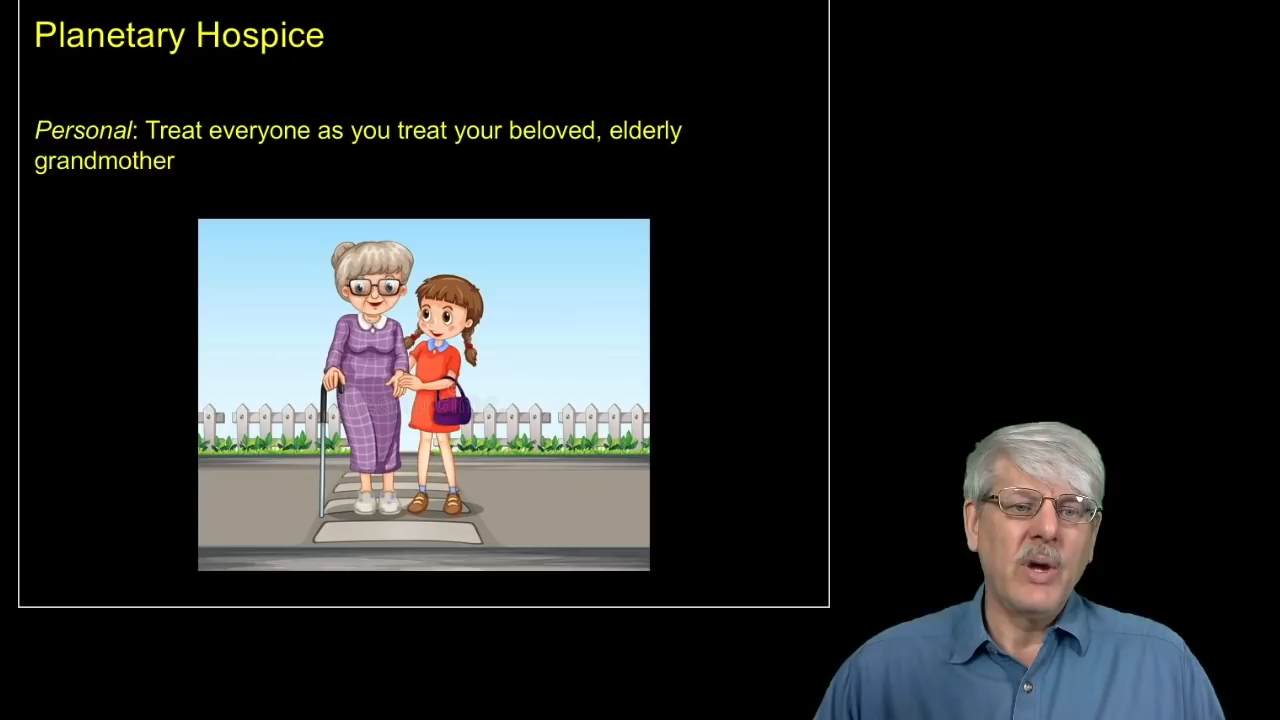 Planetary Hospice
Personal: Treat everyone as you treat your beloved, elderly
grandmother